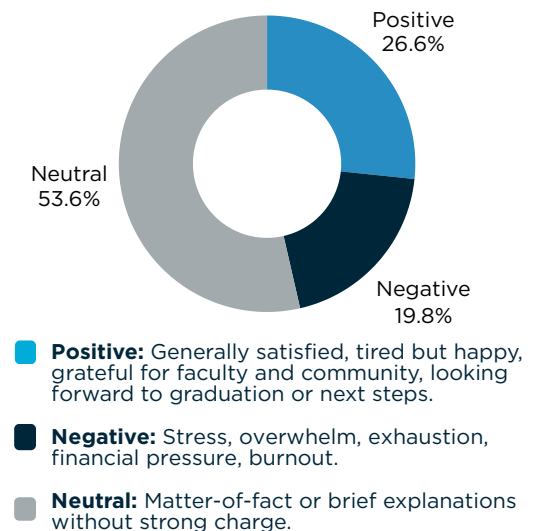 Positive
26.6%
Neutral
53.6%
Negative
19.8%
Positive: Generally satisfied, tired but happy,
grateful for faculty and community, looking
forward to graduation or next steps.
Negative: Stress, overwhelm, exhaustion,
financial pressure, burnout.
Neutral: Matter-of-fact or brief explanations
without strong charge.